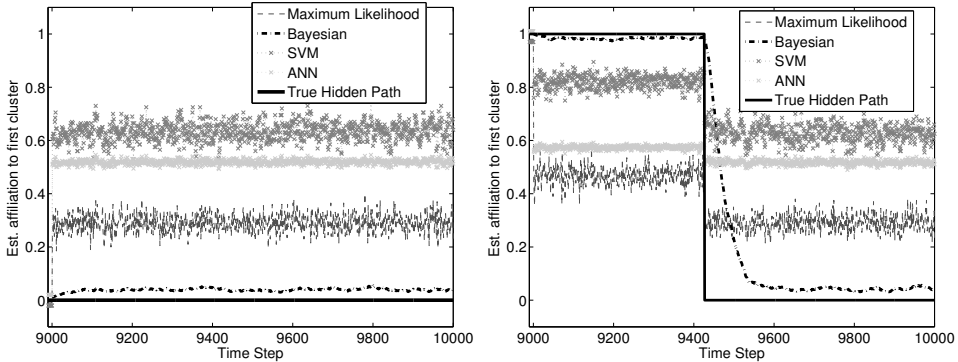 Maximum Likelihood
Bayesian
SVM
ANN
True Hidden Path
Est. affiliation to first cluster
1
0.8
0.6
0.4
0.2
0
9000
9200
9400
9600
9800
10000
Time Step
Maximum Likelihood
Bayesian
SVM
ANN
True Hidden Path
Est. affiliation to first cluster
1
0.8
0.6
0.4
0.2
0
9000
9200
9400
9600
9800
10000
Time Step